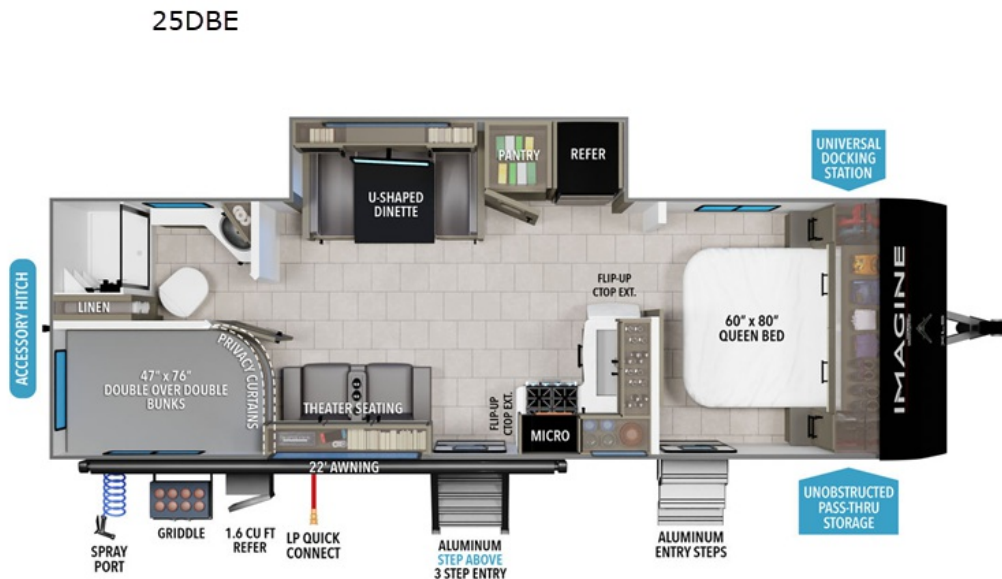 25DBE
UNIVERSAL
DOCKING
STATION
PANTRY
REFER
U-SHAPED
DINETTE
ACCESSORY HITCH
LINEN
FLIP-UP
CTOP EXT.
60" x 80"
QUEEN BED
IMAGINE
47" x 76"
DOUBLE OVER DOUBLE
BUNKS
PRIVACY CURTAINS
THEATER SEATING
FLIP-UP
CTOP EXT.
MICRO
22' AWNING
UNOBSTRUCTED
PASS-THRU
STORAGE
SPRAY
PORT
GRIDDLE
1.6 CU FT
REFER
LP QUICK
CONNECT
ALUMINUM
STEP ABOVE
3 STEP ENTRY
ALUMINUM
ENTRY STEPS